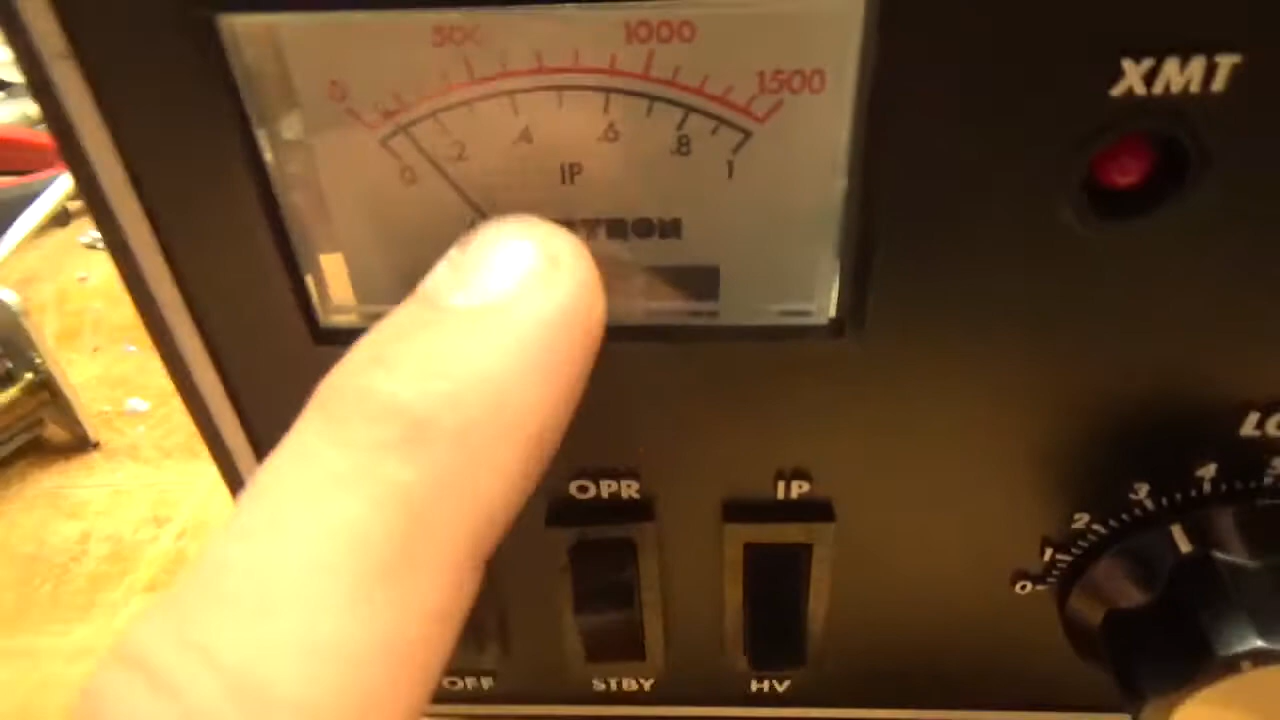 500 1000
0 1500
.2 .4 .6 .8
0 IP 1
XMT
LO
3 4
2
1
0
OPR IP
OFF STBY HV